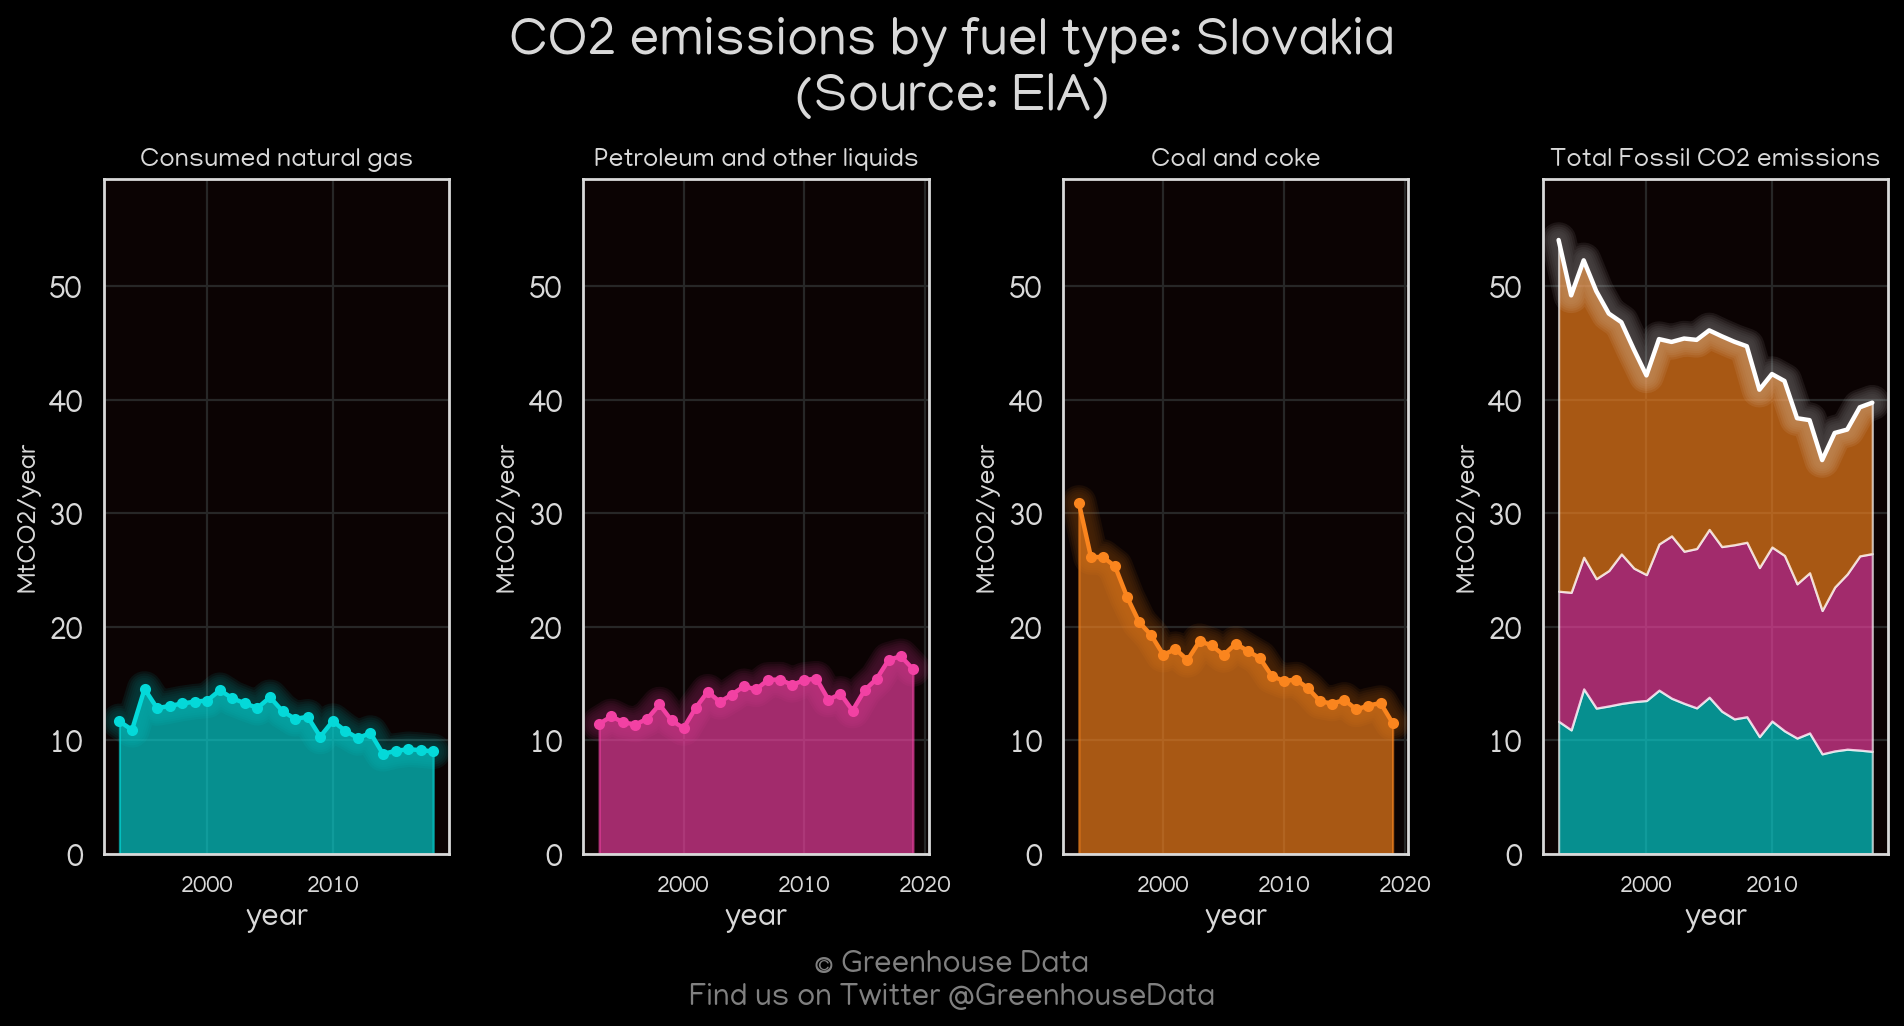 CO2 emissions by fuel type: Slovakia
(Source: EIA)
Consumed natural gas
MtCO2/year
50
40
30
20
10
0
2000 2010
year
Petroleum and other liquids
MtCO2/year
50
40
30
20
10
0
2000 2010 2020
year
Coal and coke
MtCO2/year
50
40
30
20
10
0
2000 2010 2020
year
Total Fossil CO2 emissions
MtCO2/year
50
40
30
20
10
0
2000 2010
year
© Greenhouse Data
Find us on Twitter @GreenhouseData